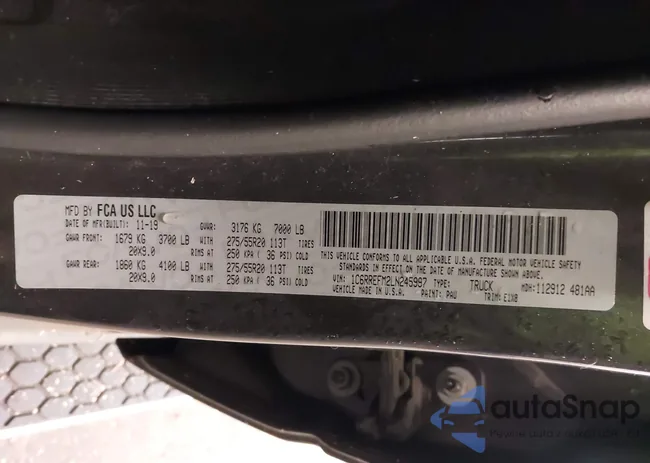 MFD BY FCA US LLC
DATE OF MFR(BUILT): 11-19 GVWR: 3176 KG 7000 LB
GAWR FRONT: 1679 KG 3700 LB WITH 275/55R20 113T TIRES
20X9.0 RIMS AT 250 KPA ( 36 PSI) COLD
GAWR REAR: 1860 KG 4100 LB WITH 275/55R20 113T TIRES
20X9.0 RIMS AT 250 KPA ( 36 PSI) COLD
THIS VEHICLE CONFORMS TO ALL APPLICABLE U.S.A. FEDERAL MOTOR VEHICLE SAFETY
STANDARDS IN EFFECT ON THE DATE OF MANUFACTURE SHOWN ABOVE.
VIN: 1C6RREFM2LN245997 TYPE: TRUCK MDH:112912 481AA
VEHICLE MADE IN U.S.A. PAINT: PAU TRIM: E1X8
autoSnap